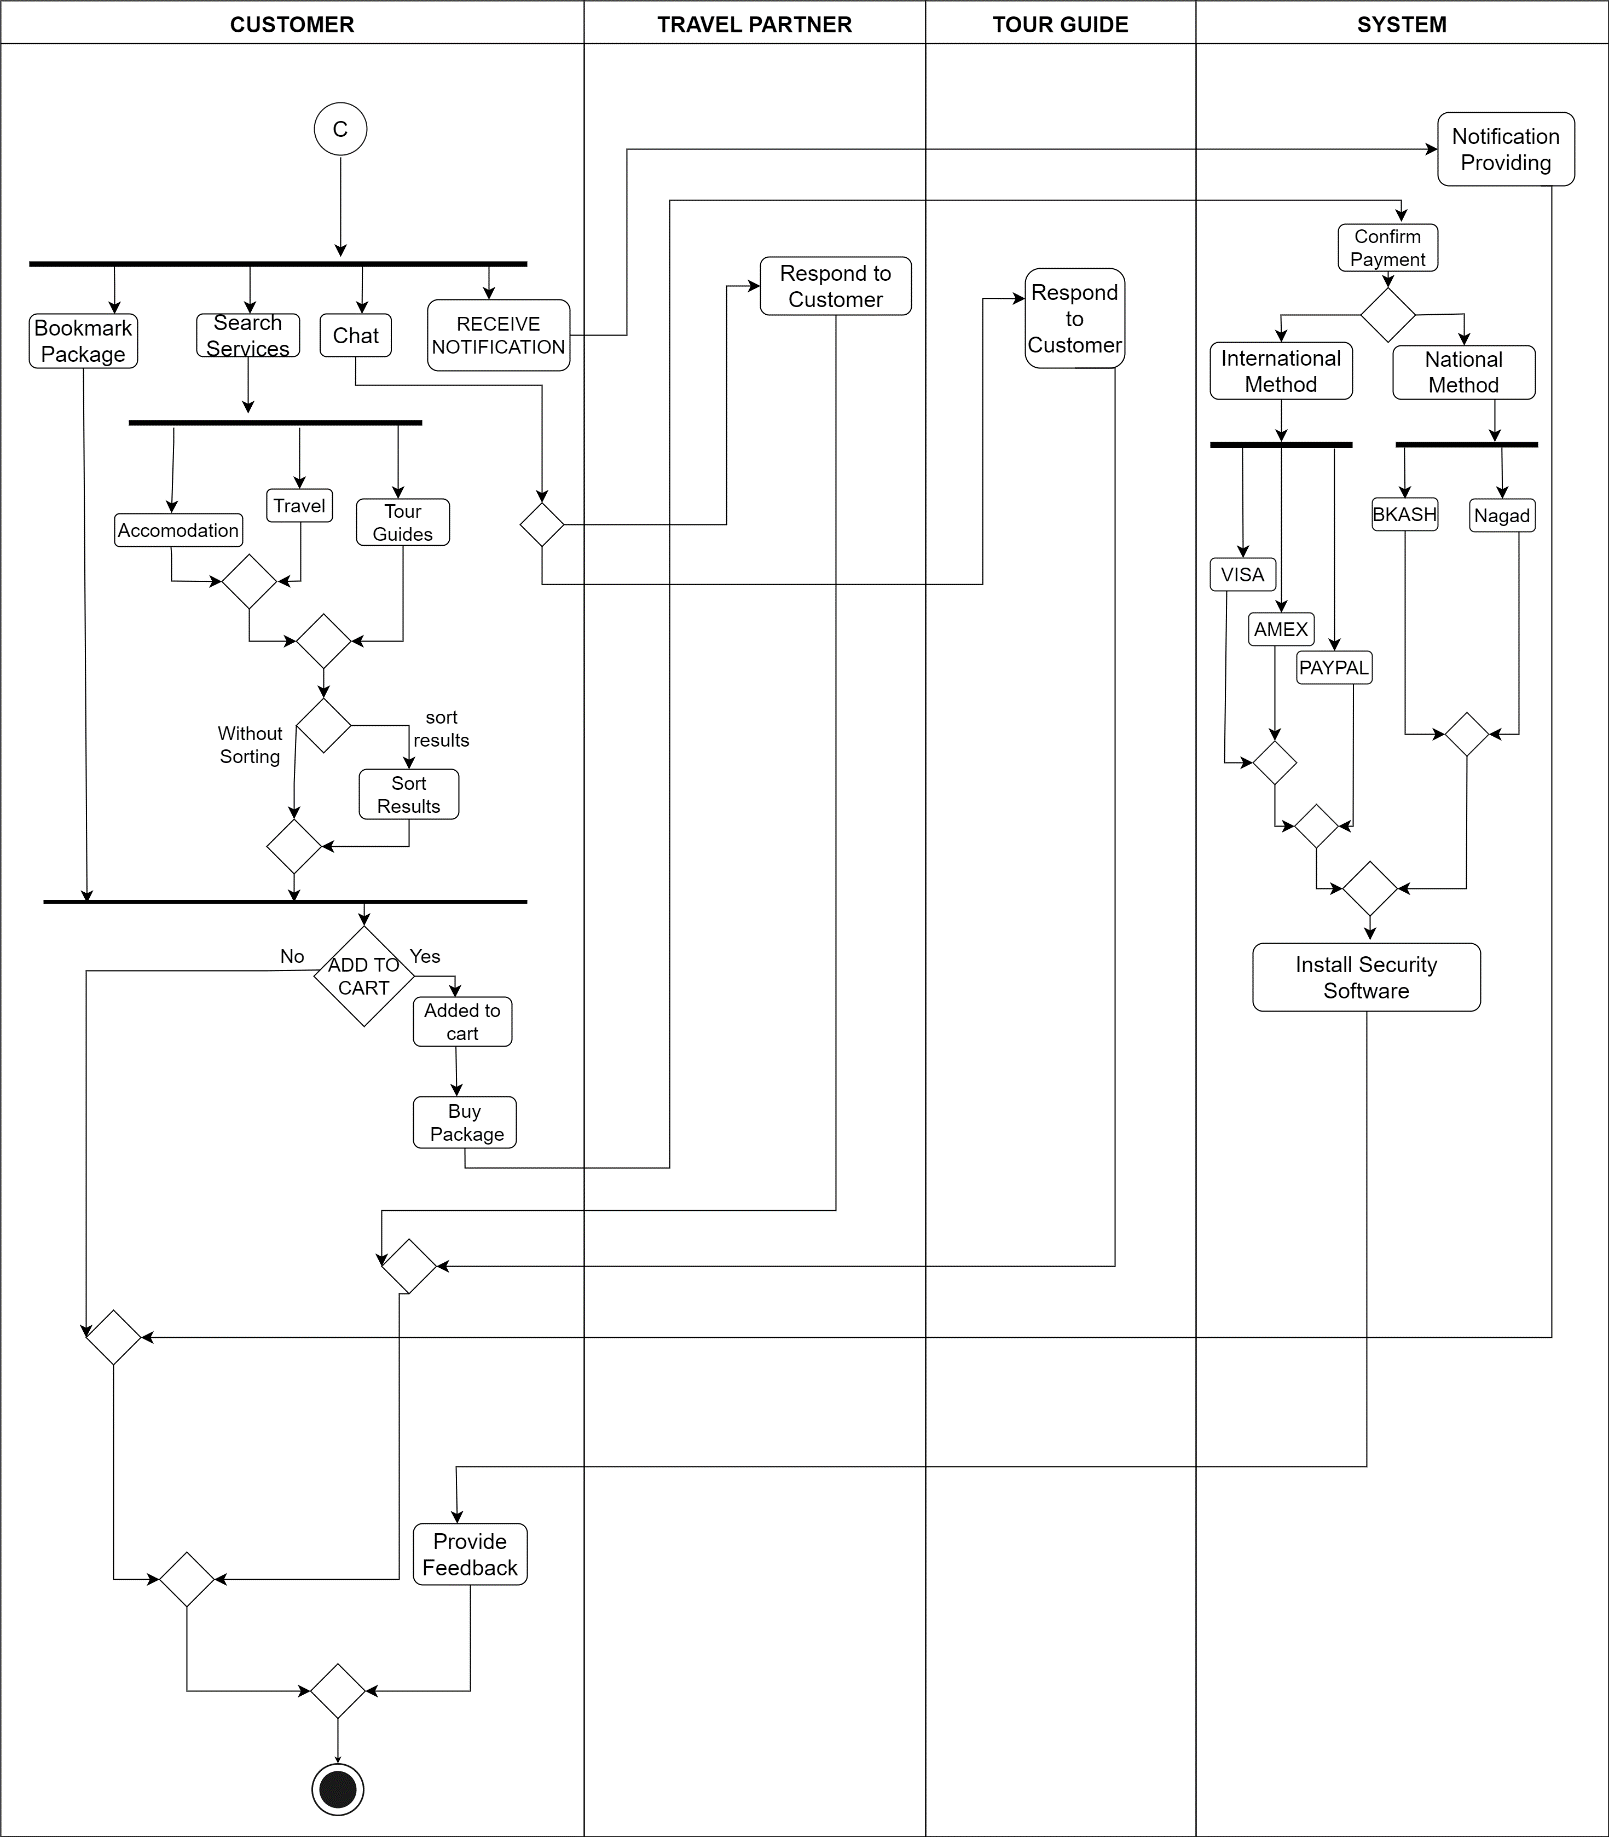 CUSTOMER
TRAVEL PARTNER
TOUR GUIDE
SYSTEM
C
Notification
Providing
Confirm
Payment
Respond to
Customer
Respond
to
Customer
Bookmark
Package
Search
Services
Chat
RECEIVE
NOTIFICATION
International
Method
National
Method
Accomodation
Travel
Tour
Guides
BKASH
Nagad
VISA
AMEX
PAYPAL
Without
Sorting
sort
results
Sort
Results
No
ADD TO
CART
Yes
Added to
cart
Install Security
Software
Buy
Package
Provide
Feedback